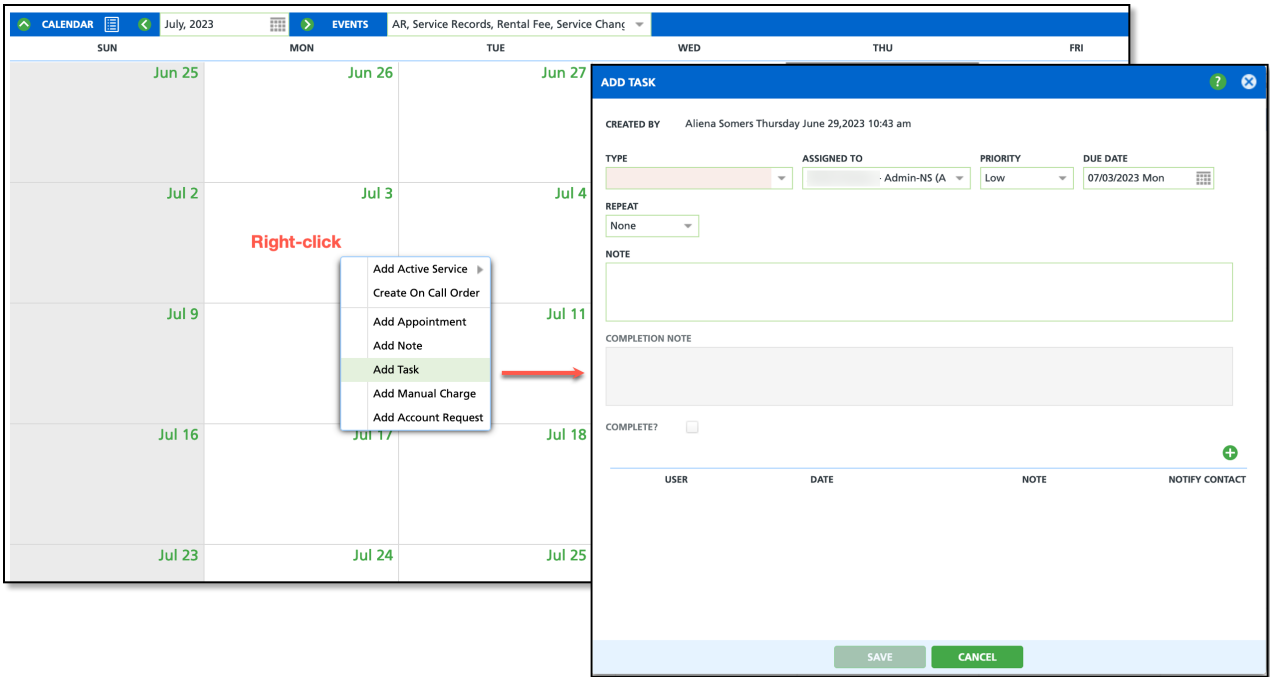 CALENDAR July, 2023 EVENTS AR, Service Records, Rental Fee, Service Chang
SUN MON TUE WED THU FRI
Jun 25 Jun 26 Jun 27
Jul 2 Jul 3 Jul 4
Right-click
Add Active Service
Create On Call Order
Add Appointment
Add Note
Add Task
Add Manual Charge
Add Account Request
Jul 9 Jul 11
Jul 16 Jul 17 Jul 18
Jul 23 Jul 24 Jul 25
ADD TASK ?
CREATED BY Aliena Somers Thursday June 29,2023 10:43 am
TYPE ASSIGNED TO PRIORITY DUE DATE
- Admin-NS (A Low 07/03/2023 Mon
REPEAT
None
NOTE
COMPLETION NOTE
COMPLETE?
USER DATE NOTE NOTIFY CONTACT
SAVE CANCEL